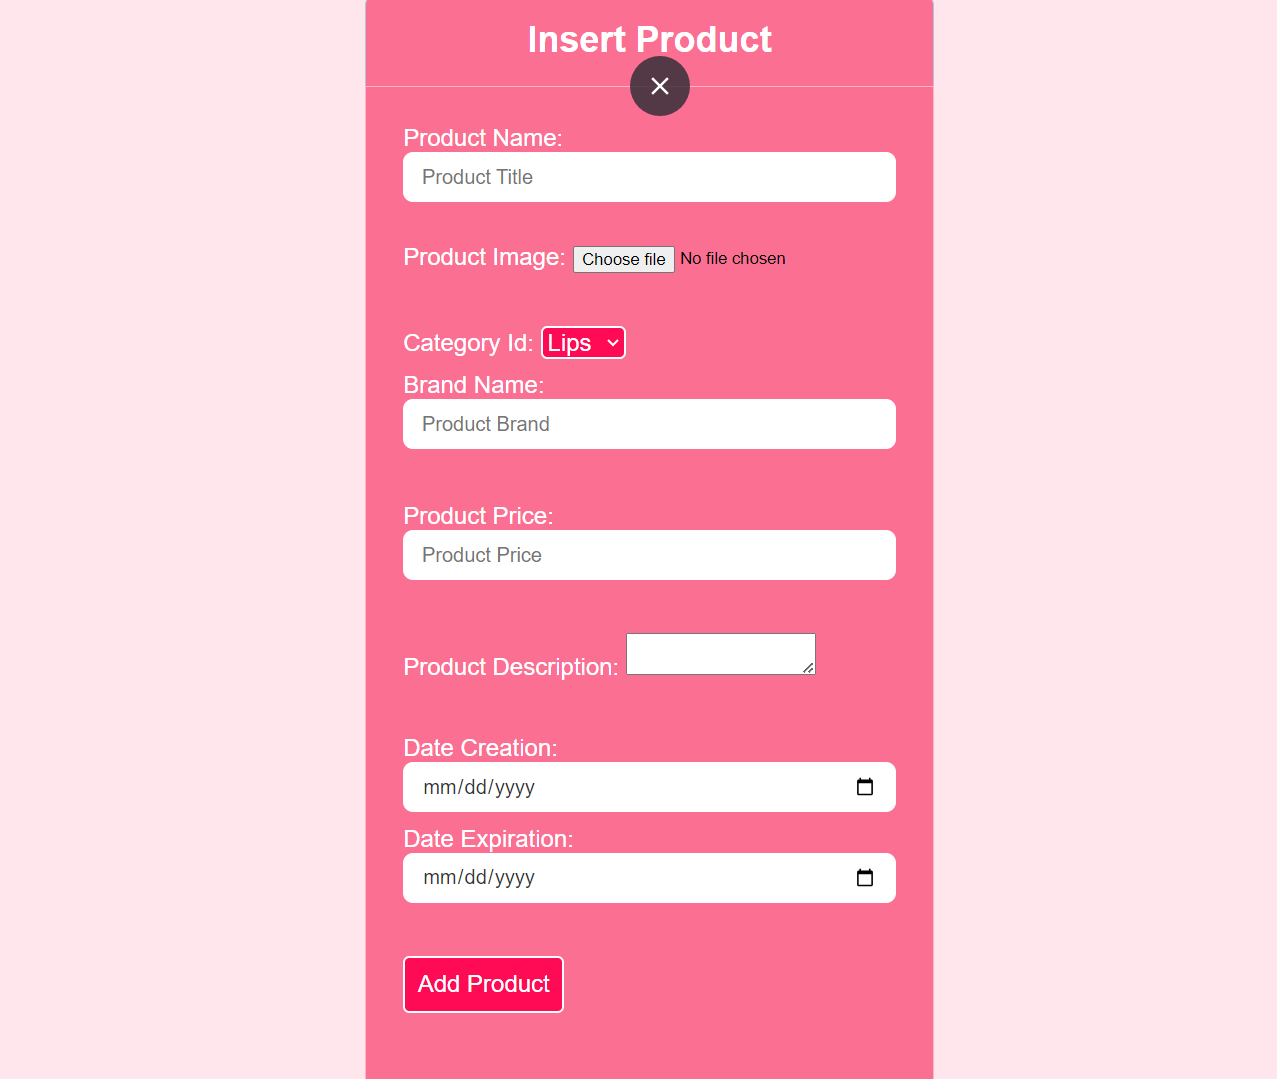 Insert Product
Product Name:
Product Title
Product Image: Choose file No file chosen
Category Id: Lips
Brand Name:
Product Brand
Product Price:
Product Price
Product Description:
Date Creation:
mm/dd/yyyy
Date Expiration:
mm/dd/yyyy
Add Product